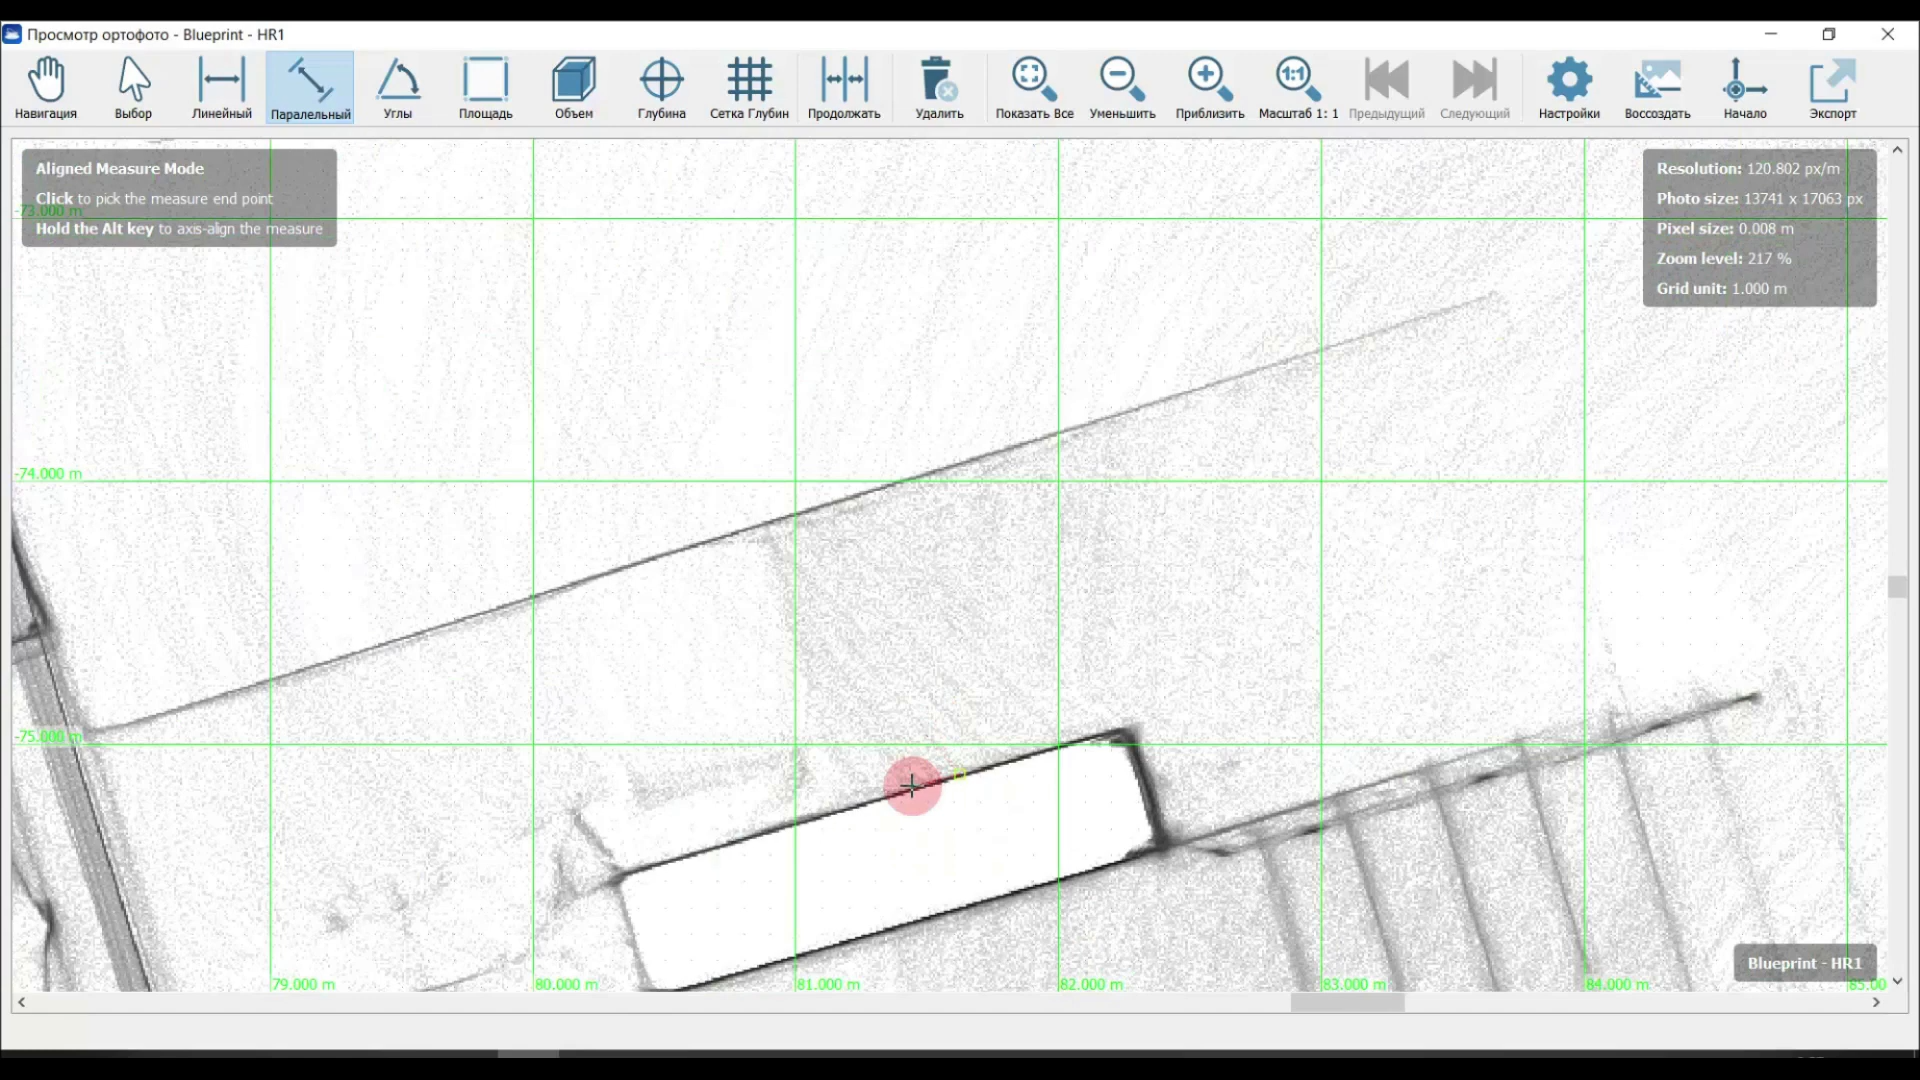 Просмотр ортофото - Blueprint - HR1
Навигация
Выбор
Линейный
Паралельный
Углы
Площадь
Объем
Глубина
Сетка Глубин
Продолжать
Удалить
Показать Все
Уменьшить
Приблизить
Масштаб 1: 1
Предыдущий
Следующий
Настройки
Воссоздать
Начало
Экспорт
Aligned Measure Mode
Click to pick the measure end point
-73.000 m
Hold the Alt key to axis-align the measure
Resolution: 120.802 px/m
Photo size: 13741 x 17063 px
Pixel size: 0.008 m
Zoom level: 217 %
Grid unit: 1.000 m
-74.000 m
-75.000 m
Blueprint - HR1
79.000 m
80.000 m
81.000 m
82.000 m
83.000 m
84.000 m
85.00